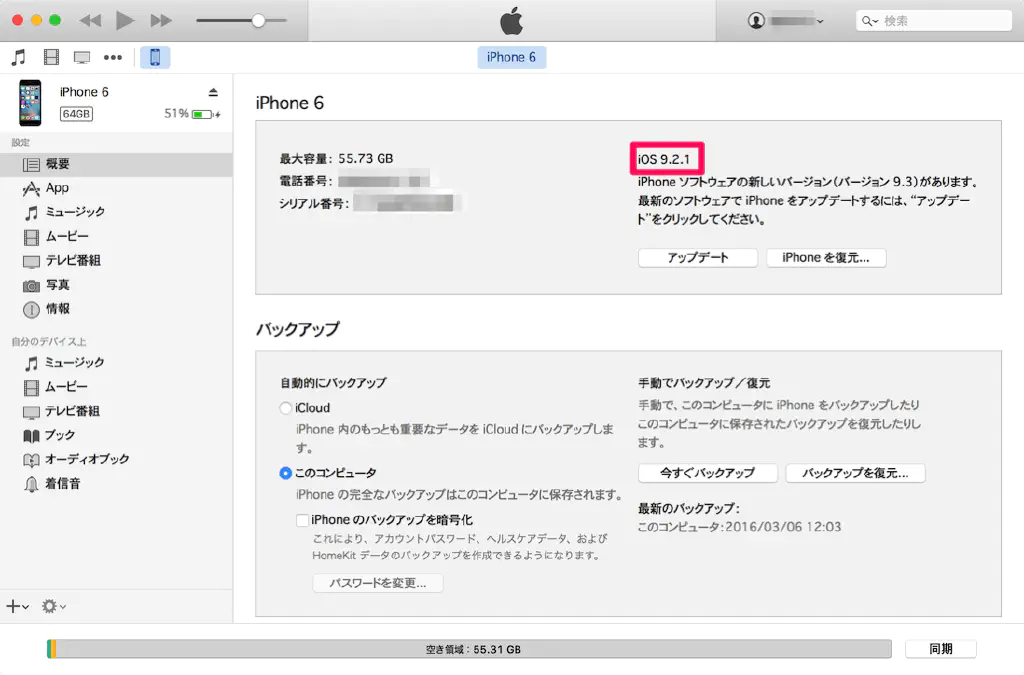 検索
iPhone 6
iPhone 6
64GB
51%
設定
概要
App
ミュージック
ムービー
テレビ番組
写真
情報
自分のデバイス上
ミュージック
ムービー
テレビ番組
ブック
オーディオブック
着信音
iPhone 6
最大容量：55.73 GB
電話番号：
シリアル番号：
iOS 9.2.1
iPhone ソフトウェアの新しいバージョン（バージョン 9.3）があります。
最新のソフトウェアで iPhone をアップデートするには、“アップデー
ト”をクリックしてください。
アップデート
iPhone を復元...
バックアップ
自動的にバックアップ
iCloud
iPhone 内のもっとも重要なデータを iCloud にバックアップしま
す。
このコンピュータ
iPhone の完全なバックアップはこのコンピュータに保存されます。
iPhone のバックアップを暗号化
これにより、アカウントパスワード、ヘルスケアデータ、および
HomeKit データのバックアップを作成できるようになります。
パスワードを変更...
手動でバックアップ／復元
手動で、このコンピュータに iPhone をバックアップしたり
このコンピュータに保存されたバックアップを復元したりし
ます。
今すぐバックアップ
バックアップを復元...
最新のバックアップ：
このコンピュータ：2016/03/06 12:03
空き領域：55.31 GB
同期